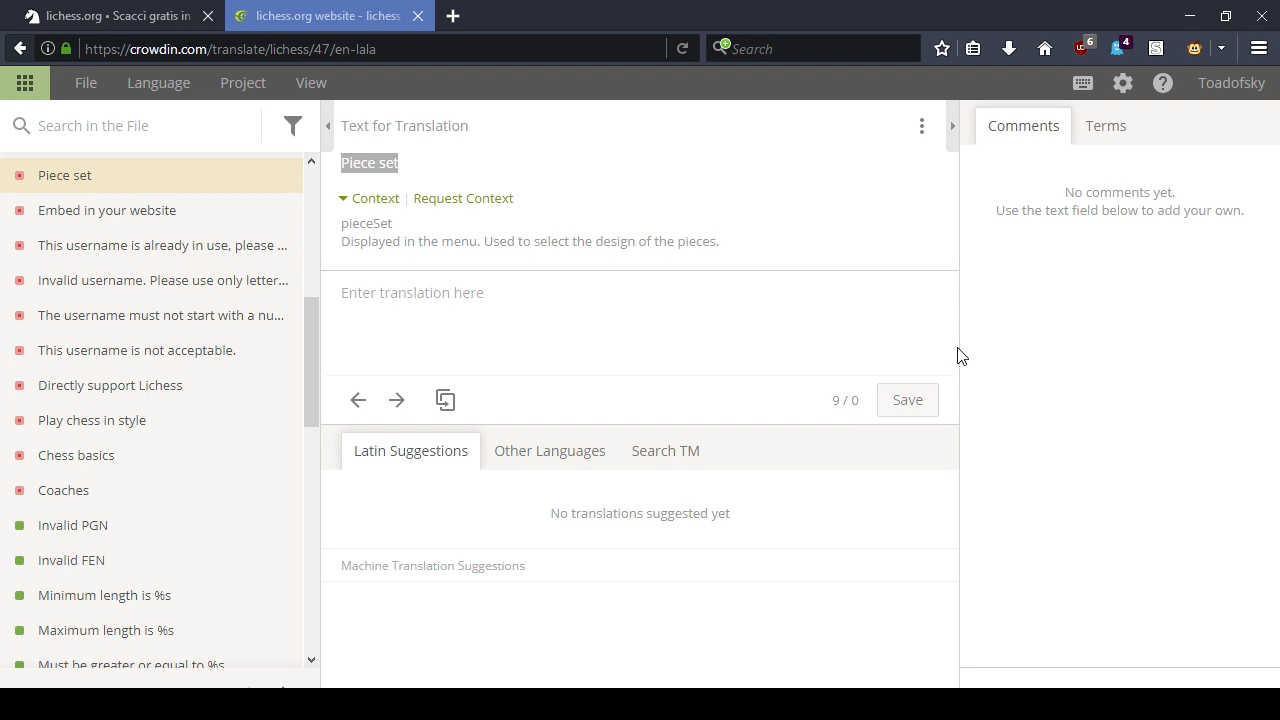 lichess.org • Scacci gratis in
lichess.org website - lichess
https://crowdin.com/translate/lichess/47/en-lala
Search
6
4
File
Language
Project
View
Toadofsky
Search in the File
Piece set
Embed in your website
This username is already in use, please ...
Invalid username. Please use only letter...
The username must not start with a nu...
This username is not acceptable.
Directly support Lichess
Play chess in style
Chess basics
Coaches
Invalid PGN
Invalid FEN
Minimum length is %s
Maximum length is %s
Must be greater or equal to %s
Text for Translation
Piece set
Context | Request Context
pieceSet
Displayed in the menu. Used to select the design of the pieces.
Enter translation here
9 / 0
Save
Latin Suggestions
Other Languages
Search TM
No translations suggested yet
Machine Translation Suggestions
Comments
Terms
No comments yet.
Use the text field below to add your own.